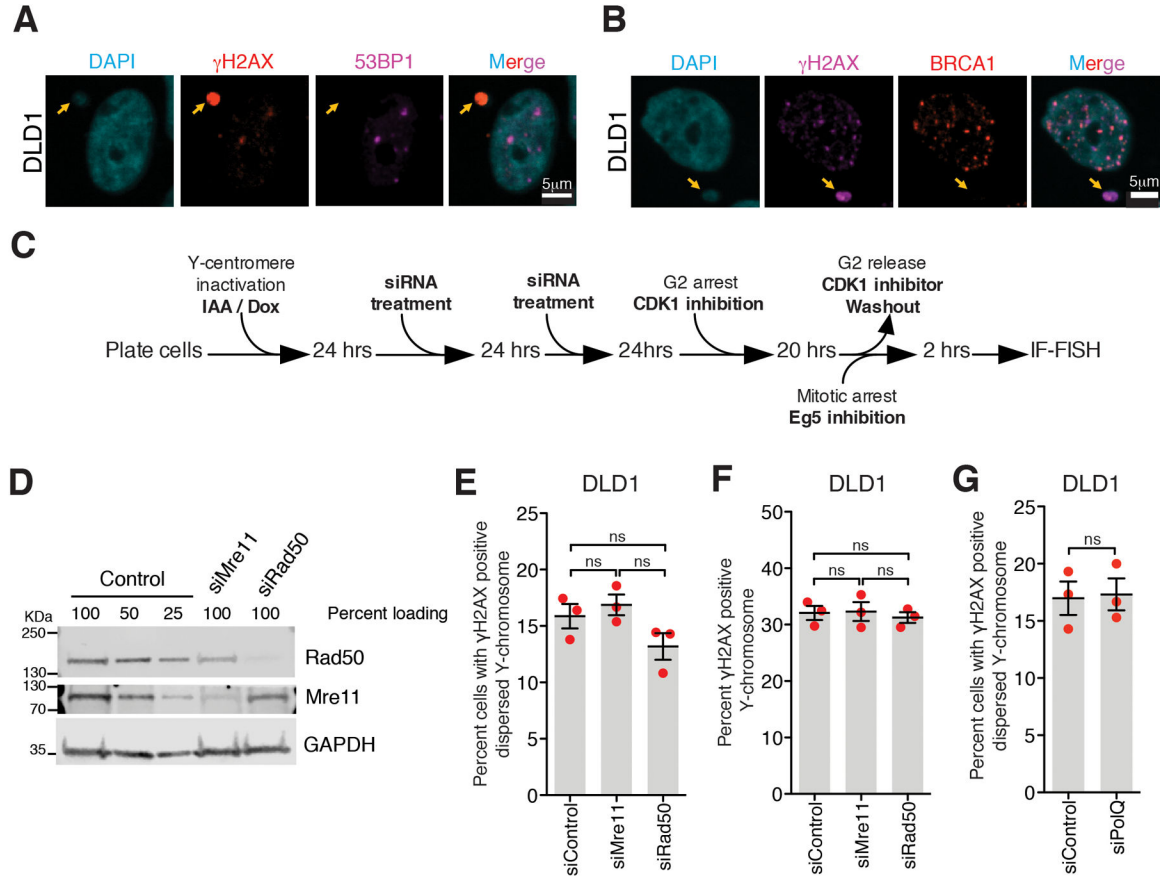 A
DAPI γH2AX 53BP1 Merge
DLD1
5μm
B
DAPI γH2AX BRCA1 Merge
DLD1
5μm
C
Y-centromere
inactivation
IAA / Dox
siRNA
treatment
siRNA
treatment
G2 arrest
CDK1 inhibition
G2 release
CDK1 inhibitor
Washout
Plate cells 24 hrs 24 hrs 24hrs 20 hrs 2 hrs IF-FISH
Mitotic arrest
Eg5 inhibition
D
Control siMre11 siRad50
KDa 100 50 25 100 100 Percent loading
250
Rad50
130
130
Mre11
70
35 GAPDH
E
DLD1
Percent cells with γH2AX positive
dispersed Y-chromosome
25
20
15
10
5
0
ns
ns ns
siControl siMre11 siRad50
F
DLD1
Percent γH2AX positive
Y-chromosome
50
40
30
20
10
0
ns
ns ns
siControl siMre11 siRad50
G
DLD1
Percent cells with γH2AX positive
dispersed Y-chromosome
25
20
15
10
5
0
ns
siControl siPolQ